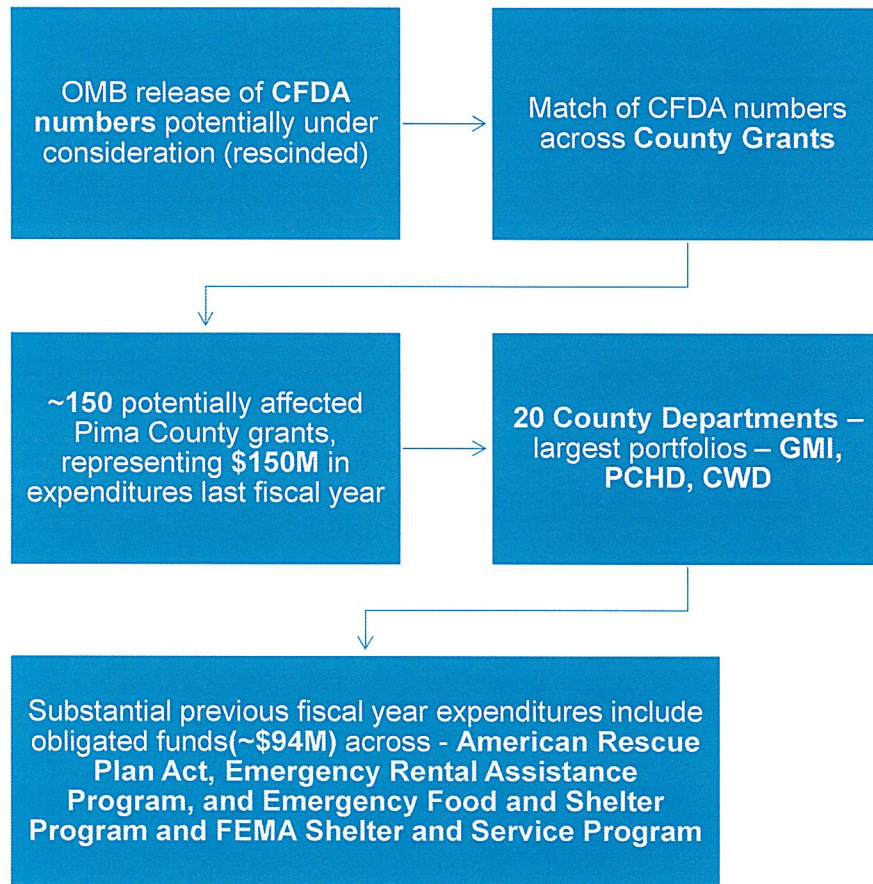 OMB release of CFDA
numbers potentially under
consideration (rescinded)
Match of CFDA numbers
across County Grants
~150 potentially affected
Pima County grants,
representing $150M in
expenditures last fiscal year
20 County Departments –
largest portfolios – GMI,
PCHD, CWD
Substantial previous fiscal year expenditures include
obligated funds(~$94M) across - American Rescue
Plan Act, Emergency Rental Assistance
Program, and Emergency Food and Shelter
Program and FEMA Shelter and Service Program